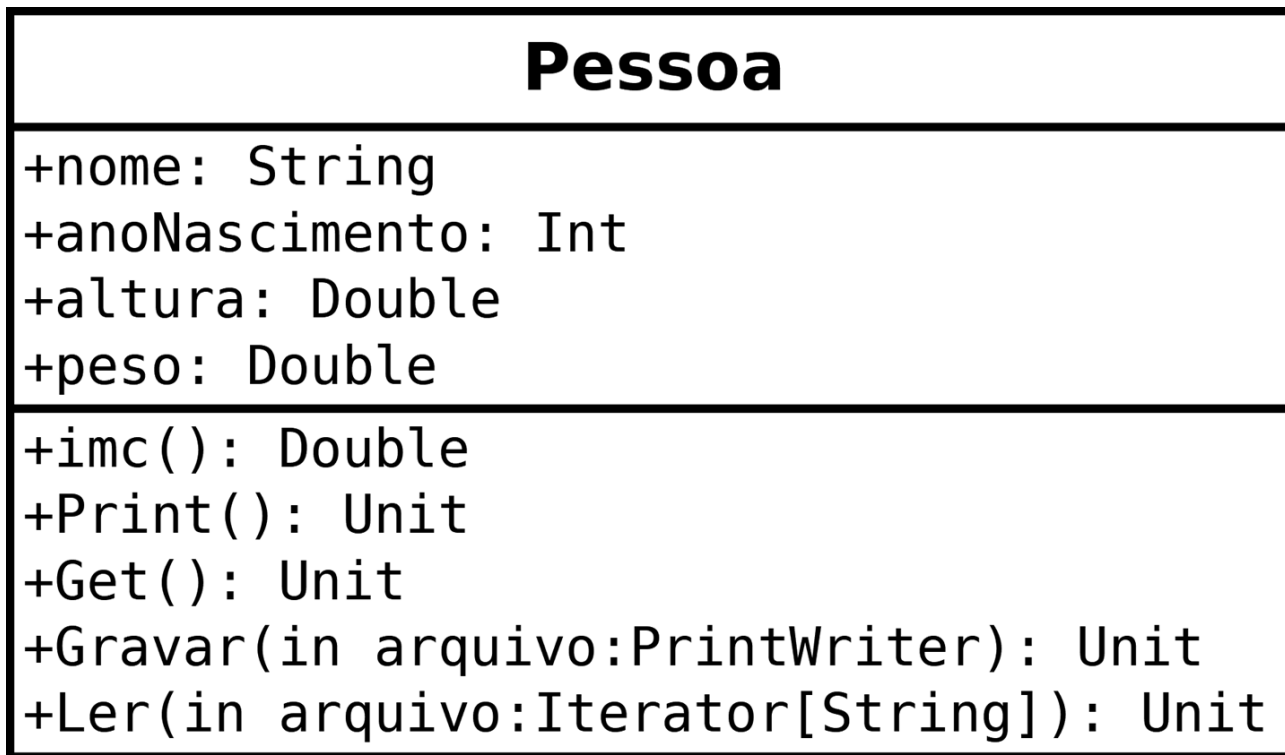 Pessoa
+nome: String
+anoNascimento: Int
+altura: Double
+peso: Double
+imc(): Double
+Print(): Unit
+Get(): Unit
+Gravar(in arquivo:PrintWriter): Unit
+Ler(in arquivo:Iterator[String]): Unit